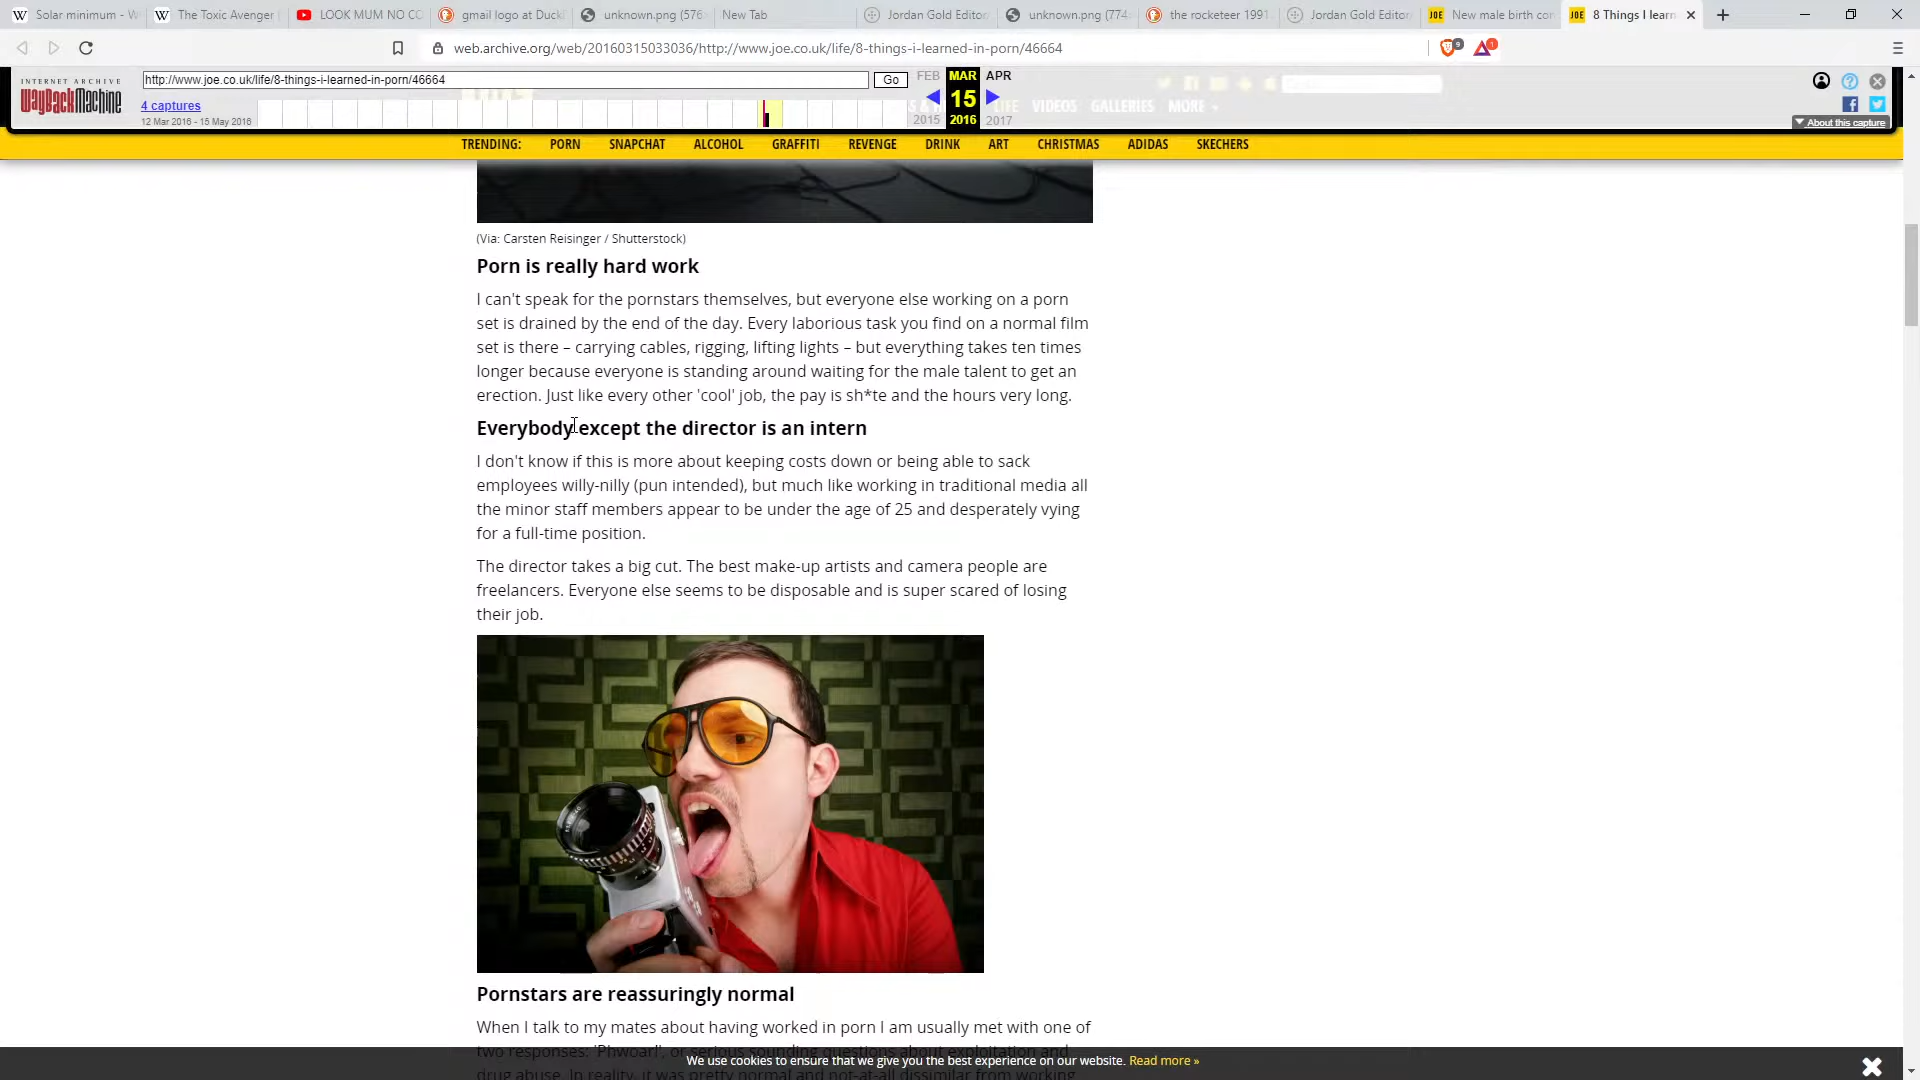 Solar minimum - W
The Toxic Avenger
LOOK MUM NO CO
gmail logo at Duck
unknown.png (576
New Tab
Jordan Gold Editor
unknown.png (774
the rocketeer 1991
Jordan Gold Editor
New male birth con
8 Things I learn
web.archive.org/web/20160315033036/http://www.joe.co.uk/life/8-things-i-learned-in-porn/46664
INTERNET ARCHIVE
WayBackMachine
http://www.joe.co.uk/life/8-things-i-learned-in-porn/46664
Go
FEB MAR APR
4 captures
15
12 Mar 2016 - 15 May 2016
2015 2016 2017
LIFE VIDEOS GALLERIES MORE
About this capture
TRENDING: PORN SNAPCHAT ALCOHOL GRAFFITI REVENGE DRINK ART CHRISTMAS ADIDAS SKECHERS
(Via: Carsten Reisinger / Shutterstock)
Porn is really hard work
I can't speak for the pornstars themselves, but everyone else working on a porn
set is drained by the end of the day. Every laborious task you find on a normal film
set is there – carrying cables, rigging, lifting lights – but everything takes ten times
longer because everyone is standing around waiting for the male talent to get an
erection. Just like every other 'cool' job, the pay is sh*te and the hours very long.
Everybody except the director is an intern
I don't know if this is more about keeping costs down or being able to sack
employees willy-nilly (pun intended), but much like working in traditional media all
the minor staff members appear to be under the age of 25 and desperately vying
for a full-time position.
The director takes a big cut. The best make-up artists and camera people are
freelancers. Everyone else seems to be disposable and is super scared of losing
their job.
Pornstars are reassuringly normal
When I talk to my mates about having worked in porn I am usually met with one of
two responses: 'Phwoar!', or serious sounding questions about exploitation and
drug abuse. In reality, it was pretty normal and not-at-all dissimilar from working
We use cookies to ensure that we give you the best experience on our website. Read more »